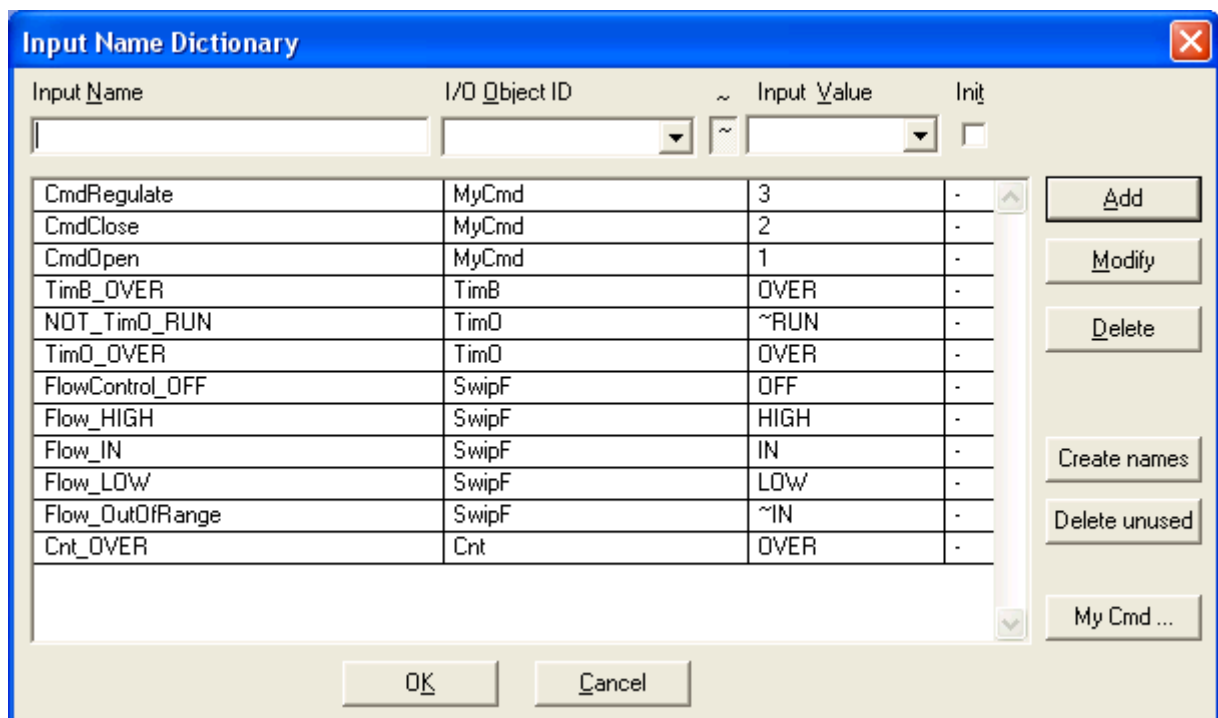 Input Name Dictionary
Input Name I/O Object ID ~ Input Value Init
~
CmdRegulate MyCmd 3 - Add
CmdClose MyCmd 2 -
CmdOpen MyCmd 1 - Modify
TimB_OVER TimB OVER -
NOT_TimO_RUN TimO ~RUN - Delete
TimO_OVER TimO OVER -
FlowControl_OFF SwipF OFF -
Flow_HIGH SwipF HIGH -
Flow_IN SwipF IN - Create names
Flow_LOW SwipF LOW -
Flow_OutOfRange SwipF ~IN - Delete unused
Cnt_OVER Cnt OVER -
My Cmd ...
OK Cancel